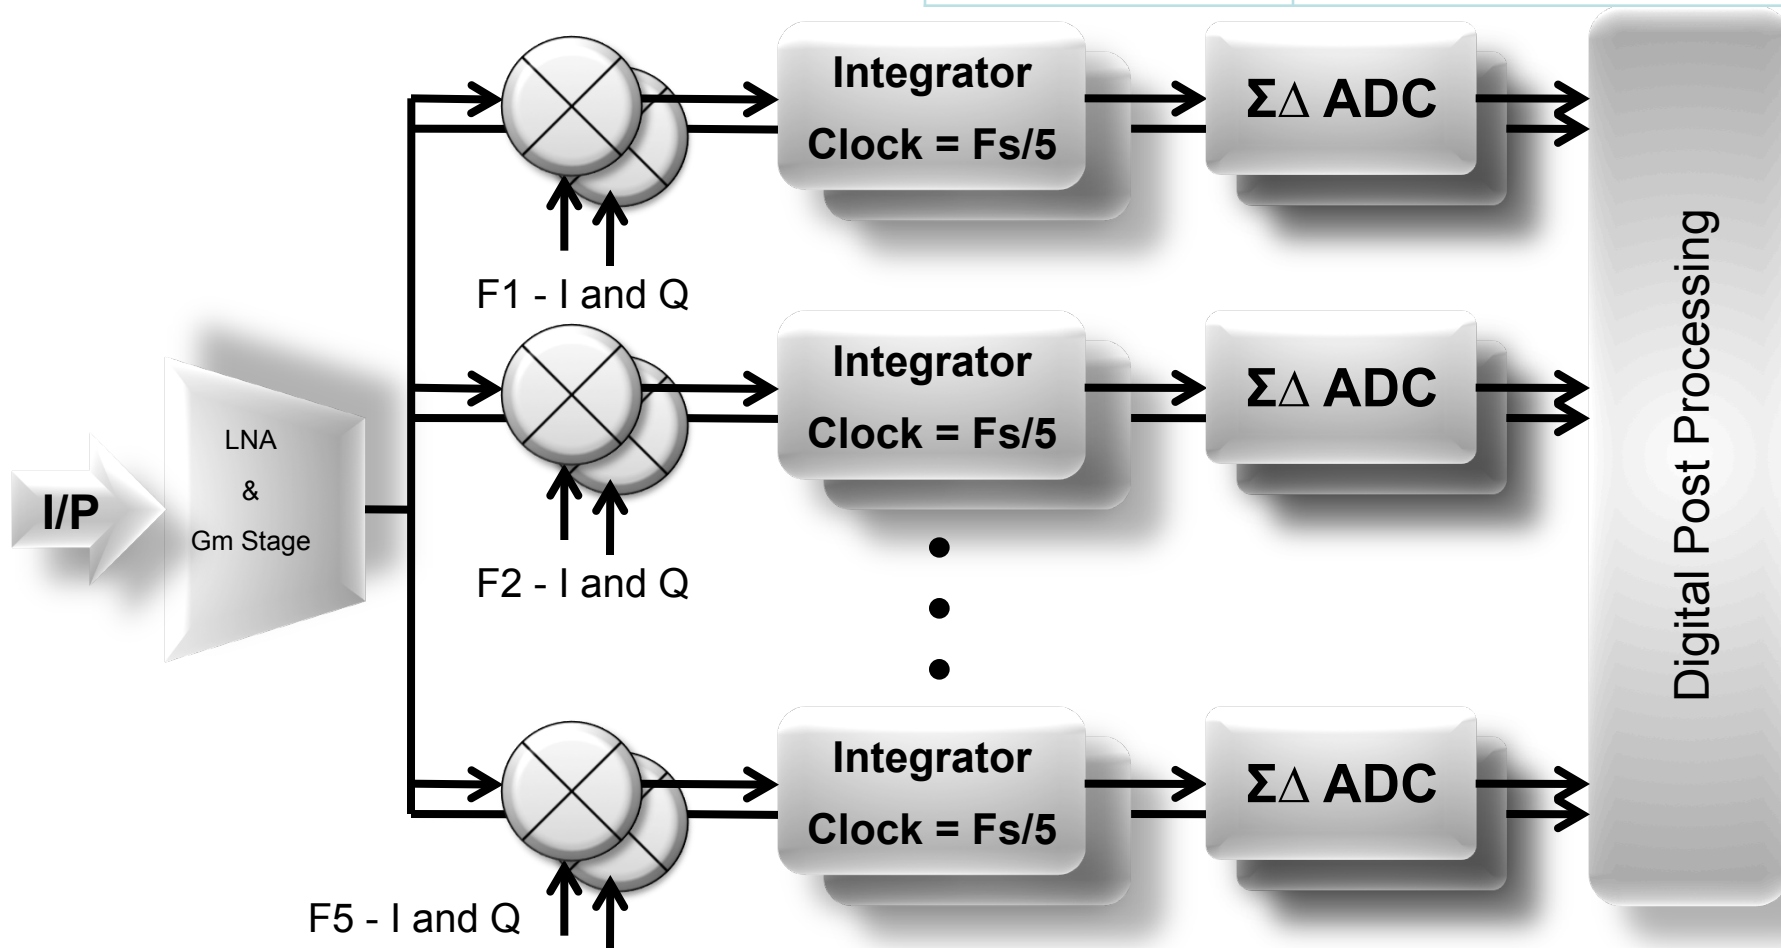 Integrator
Clock = Fs/5
ΣΔ ADC
F1 - I and Q
Integrator
Clock = Fs/5
ΣΔ ADC
F2 - I and Q
I/P
LNA
&
Gm Stage
Integrator
Clock = Fs/5
ΣΔ ADC
F5 - I and Q
Digital Post Processing